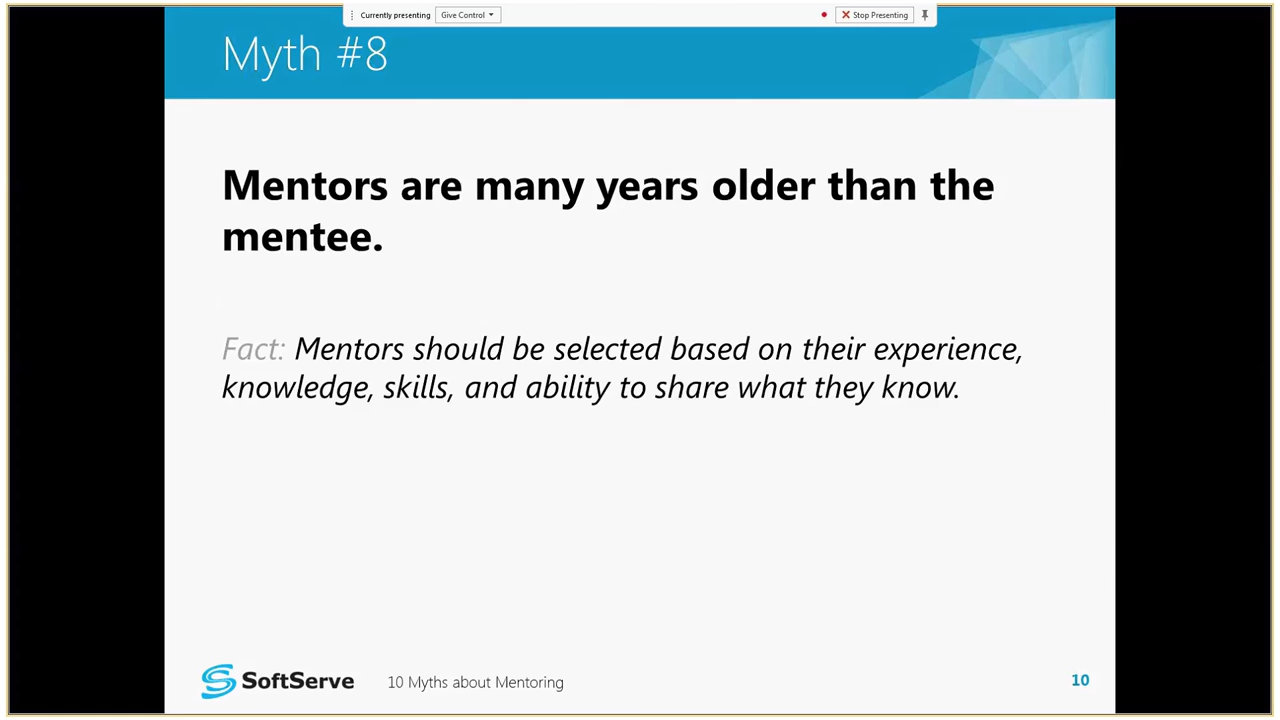 Currently presenting Give Control Stop Presenting
Myth #8
Mentors are many years older than the
mentee.
Fact: Mentors should be selected based on their experience,
knowledge, skills, and ability to share what they know.
SoftServe 10 Myths about Mentoring 10